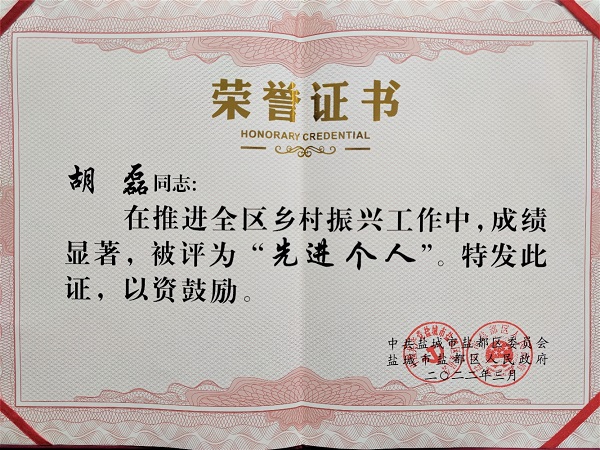 荣誉证书
HONORARY CREDENTIAL
胡 磊同志：
在推进全区乡村振兴工作中，成绩
显著，被评为“先进个人”。特发此
证，以资鼓励。
中共盐城市盐都区委员会
盐城市盐都区人民政府
二〇二二年三月